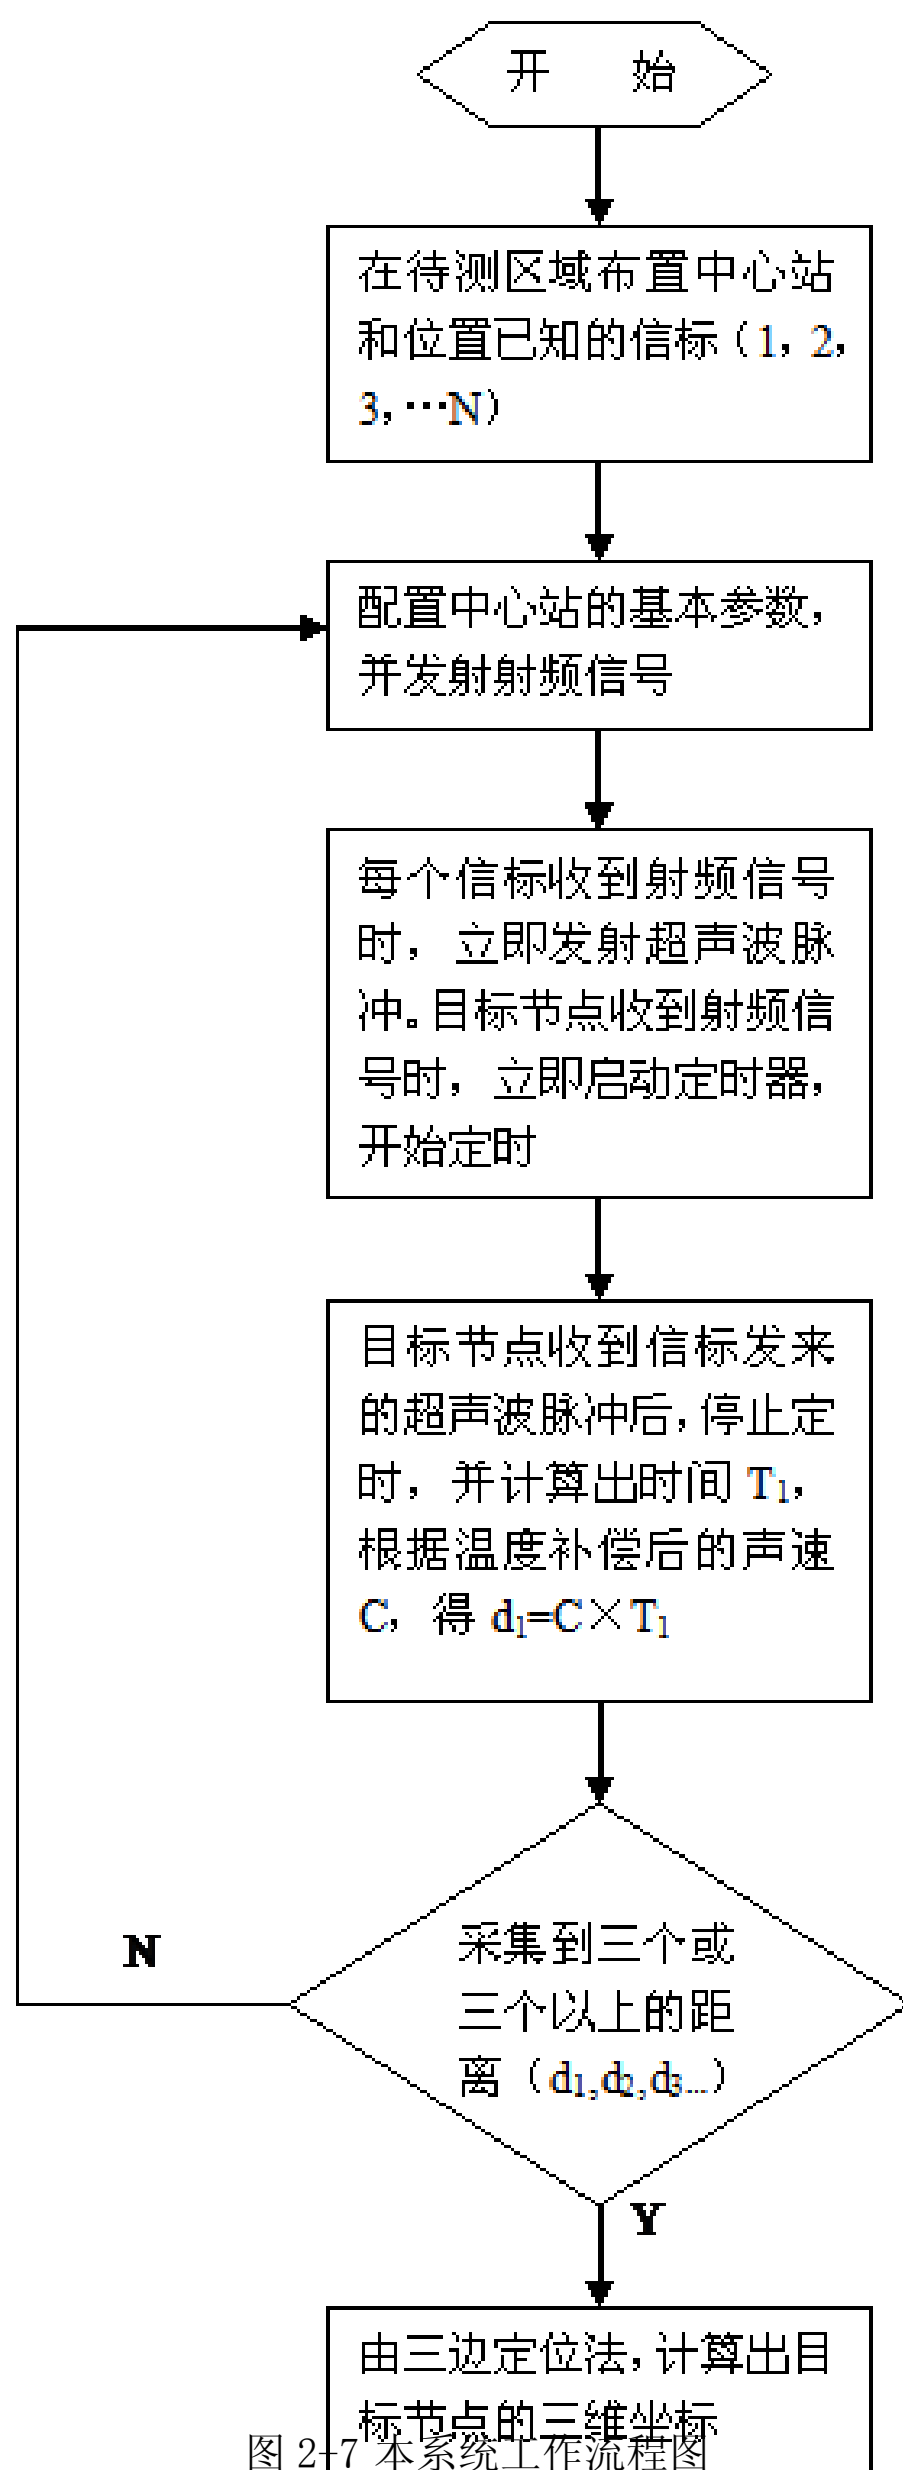 开 始
在待测区域布置中心站
和位置已知的信标（1，2，
3，…N）
配置中心站的基本参数，
并发射射频信号
每个信标收到射频信号
时，立即发射超声波脉
冲。目标节点收到射频信
号时，立即启动定时器，
开始定时
目标节点收到信标发来
的超声波脉冲后，停止定
时，并计算出时间 T₁，
根据温度补偿后的声速
C，得 d₁=C×T₁
N
采集到三个或
三个以上的距
离（d₁,d₂,d₃...）
Y
由三边定位法，计算出目
标节点的三维坐标
图 2-7 本系统工作流程图